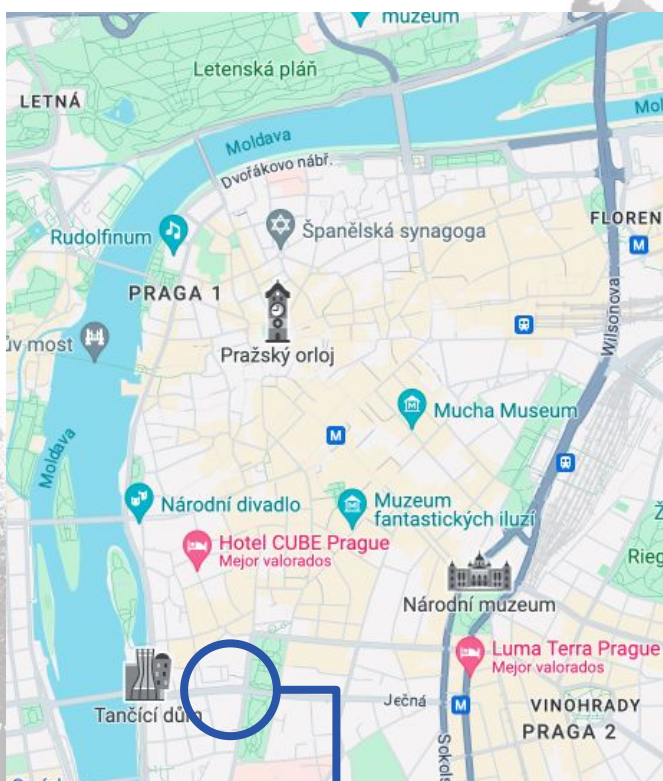 muzeum
Letenská pláň
LETNÁ
Moldava
Dvořákovo nábř.
FLOREN
M
Rudolfinum
Španělská synagoga
PRAGA 1
Wilsonova
ův most
Pražský orloj
Mucha Museum
M
Moldava
Národní divadlo
Muzeum
fantastických iluzí
Rieg
Hotel CUBE Prague
Mejor valorados
Národní muzeum
Luma Terra Prague
Mejor valorados
Tančící dům
Ječná
M
VINOHRADY
PRAGA 2
Sokols